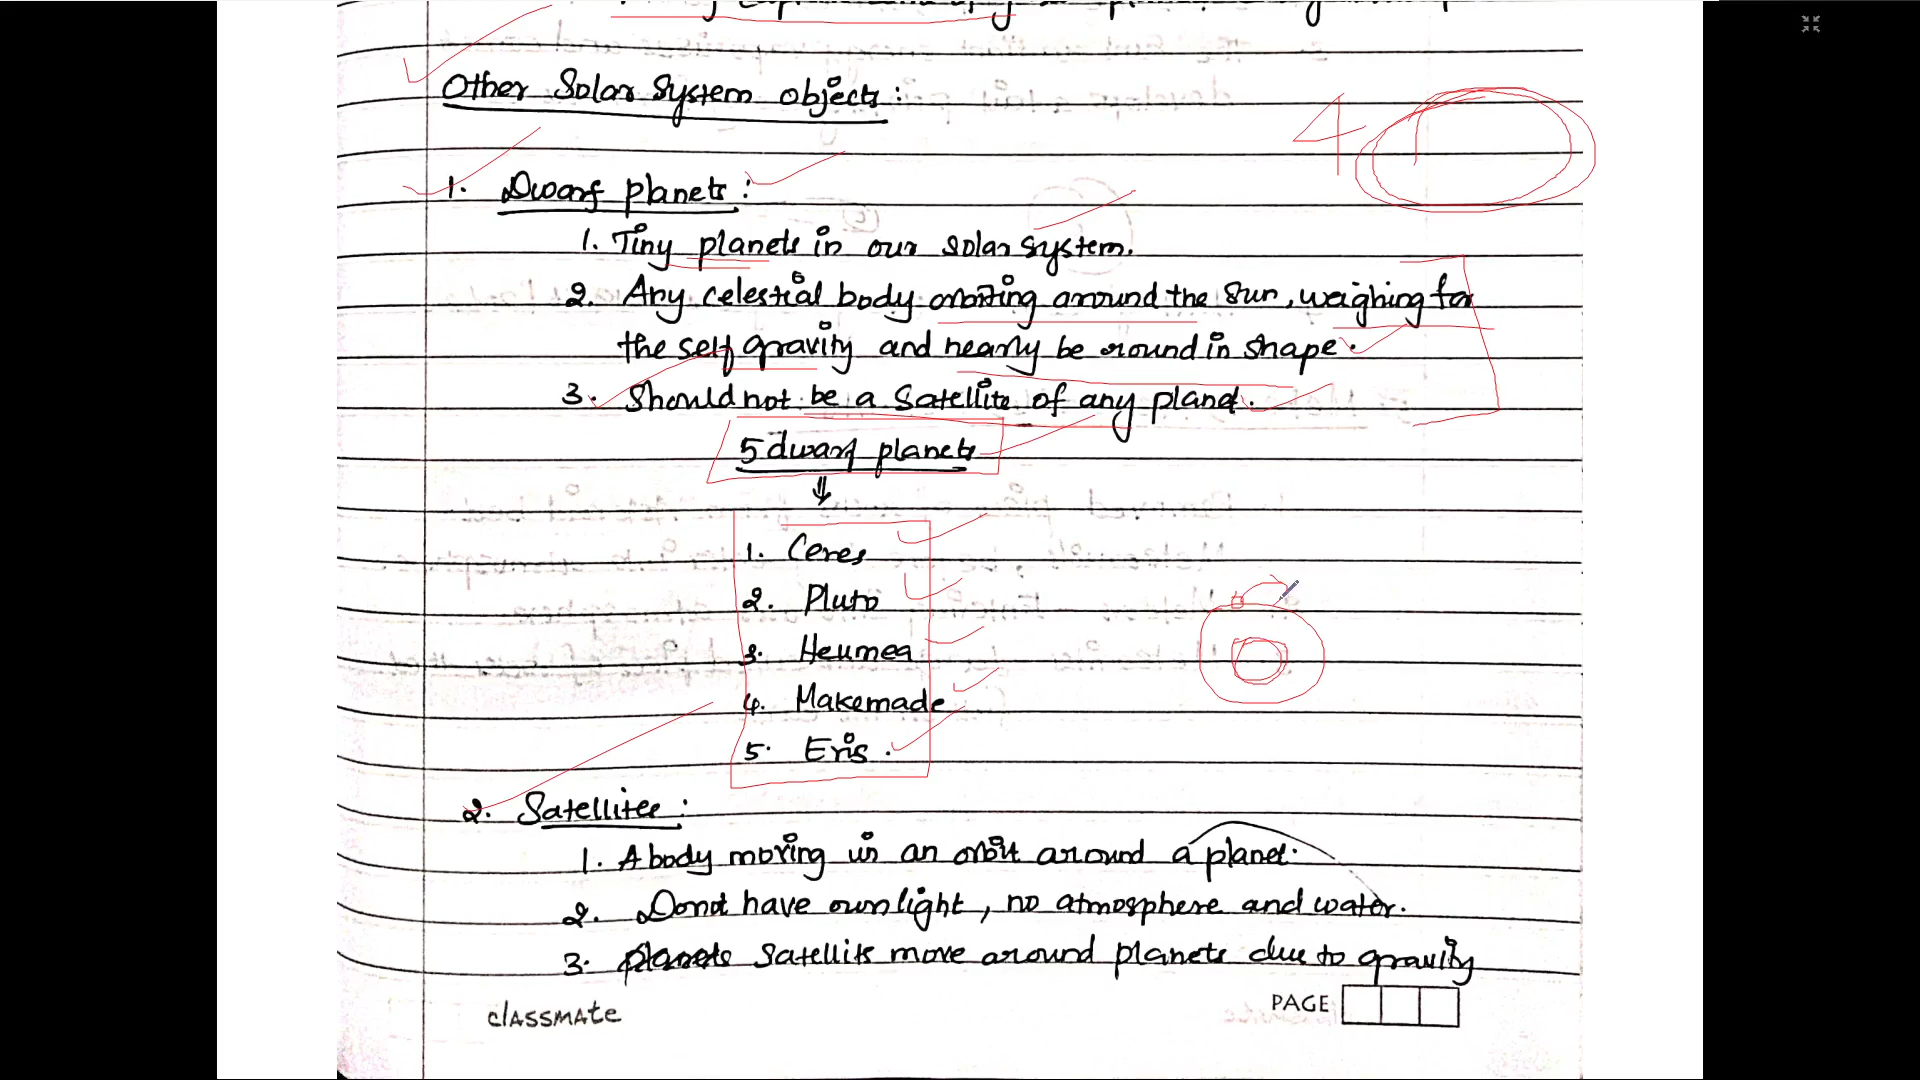 Other Solar System objects:
4
1. Dwarf planets:
1. Tiny planets in our solar system.
2. Any celestial body orbiting around the sun, weighing for
the self gravity and nearly be round in shape.
3. Should not be a satellite of any planet.
5 dwarf planets
1. Ceres
2. Pluto
3. Heumea
4. Makemade
5. Eris.
2. Satellites:
1. A body moving in an orbit around a planet.
2. Donot have own light, no atmosphere and water.
3. planets Satellits move around planets due to gravity
classmate
PAGE